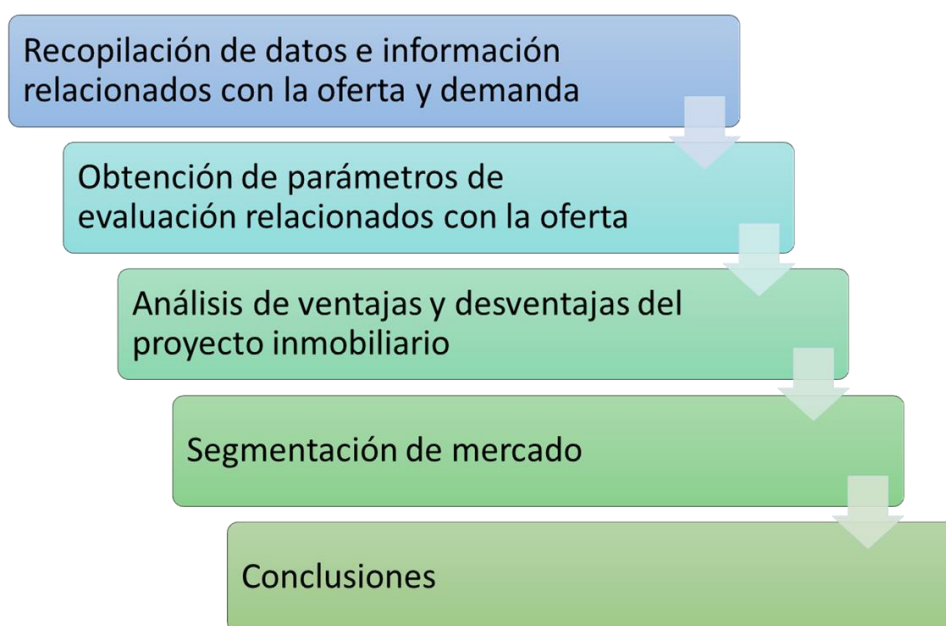 Recopilación de datos e información
relacionados con la oferta y demanda
Obtención de parámetros de
evaluación relacionados con la oferta
Análisis de ventajas y desventajas del
proyecto inmobiliario
Segmentación de mercado
Conclusiones